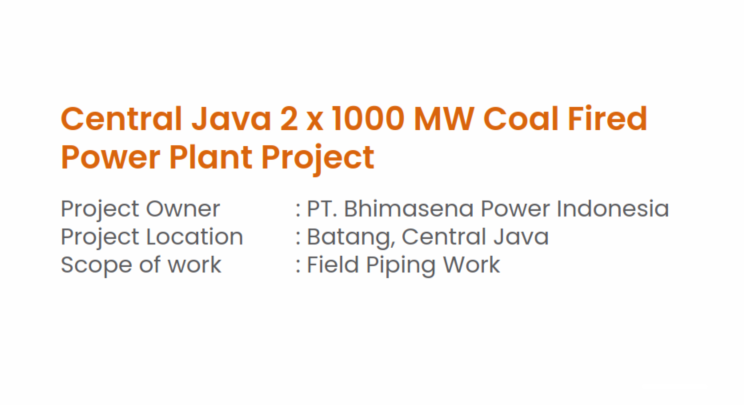 Central Java 2 x 1000 MW Coal Fired
Power Plant Project
Project Owner : PT. Bhimasena Power Indonesia
Project Location : Batang, Central Java
Scope of work : Field Piping Work